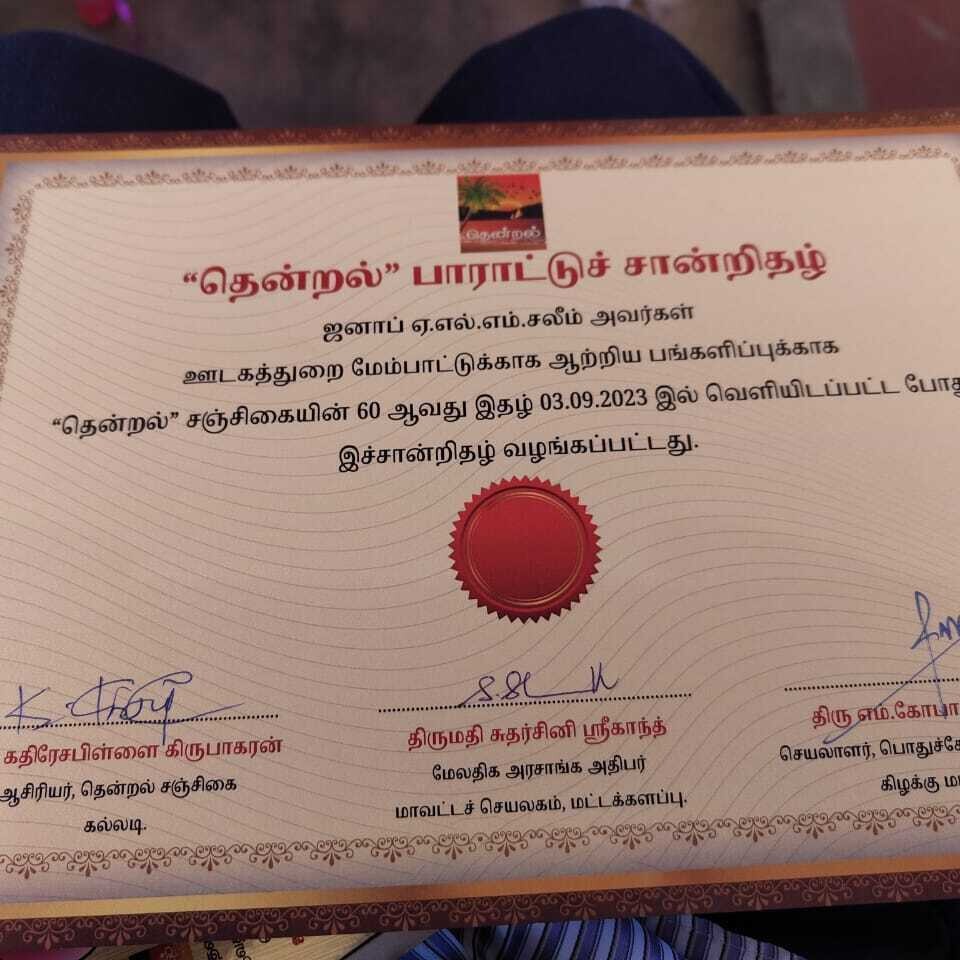 தென்றல்
“தென்றல்” பாராட்டுச் சான்றிதழ்
ஜனாப் ஏ.எல்.எம்.சலீம் அவர்கள்
ஊடகத்துறை மேம்பாட்டுக்காக ஆற்றிய பங்களிப்புக்காக
“தென்றல்” சஞ்சிகையின் 60 ஆவது இதழ் 03.09.2023 இல் வெளியிடப்பட்ட
இச்சான்றிதழ் வழங்கப்பட்டது.
கதிரேசபிள்ளை கிருபாகரன்
ஆசிரியர், தென்றல் சஞ்சிகை
கல்லடி.
திருமதி சுதர்சினி ஸ்ரீகாந்த்
மேலதிக அரசாங்க அதிபர்
மாவட்டச் செயலகம், மட்டக்களப்பு.
திரு எம்.கோபா
செயலாளர்,
கிழக்கு